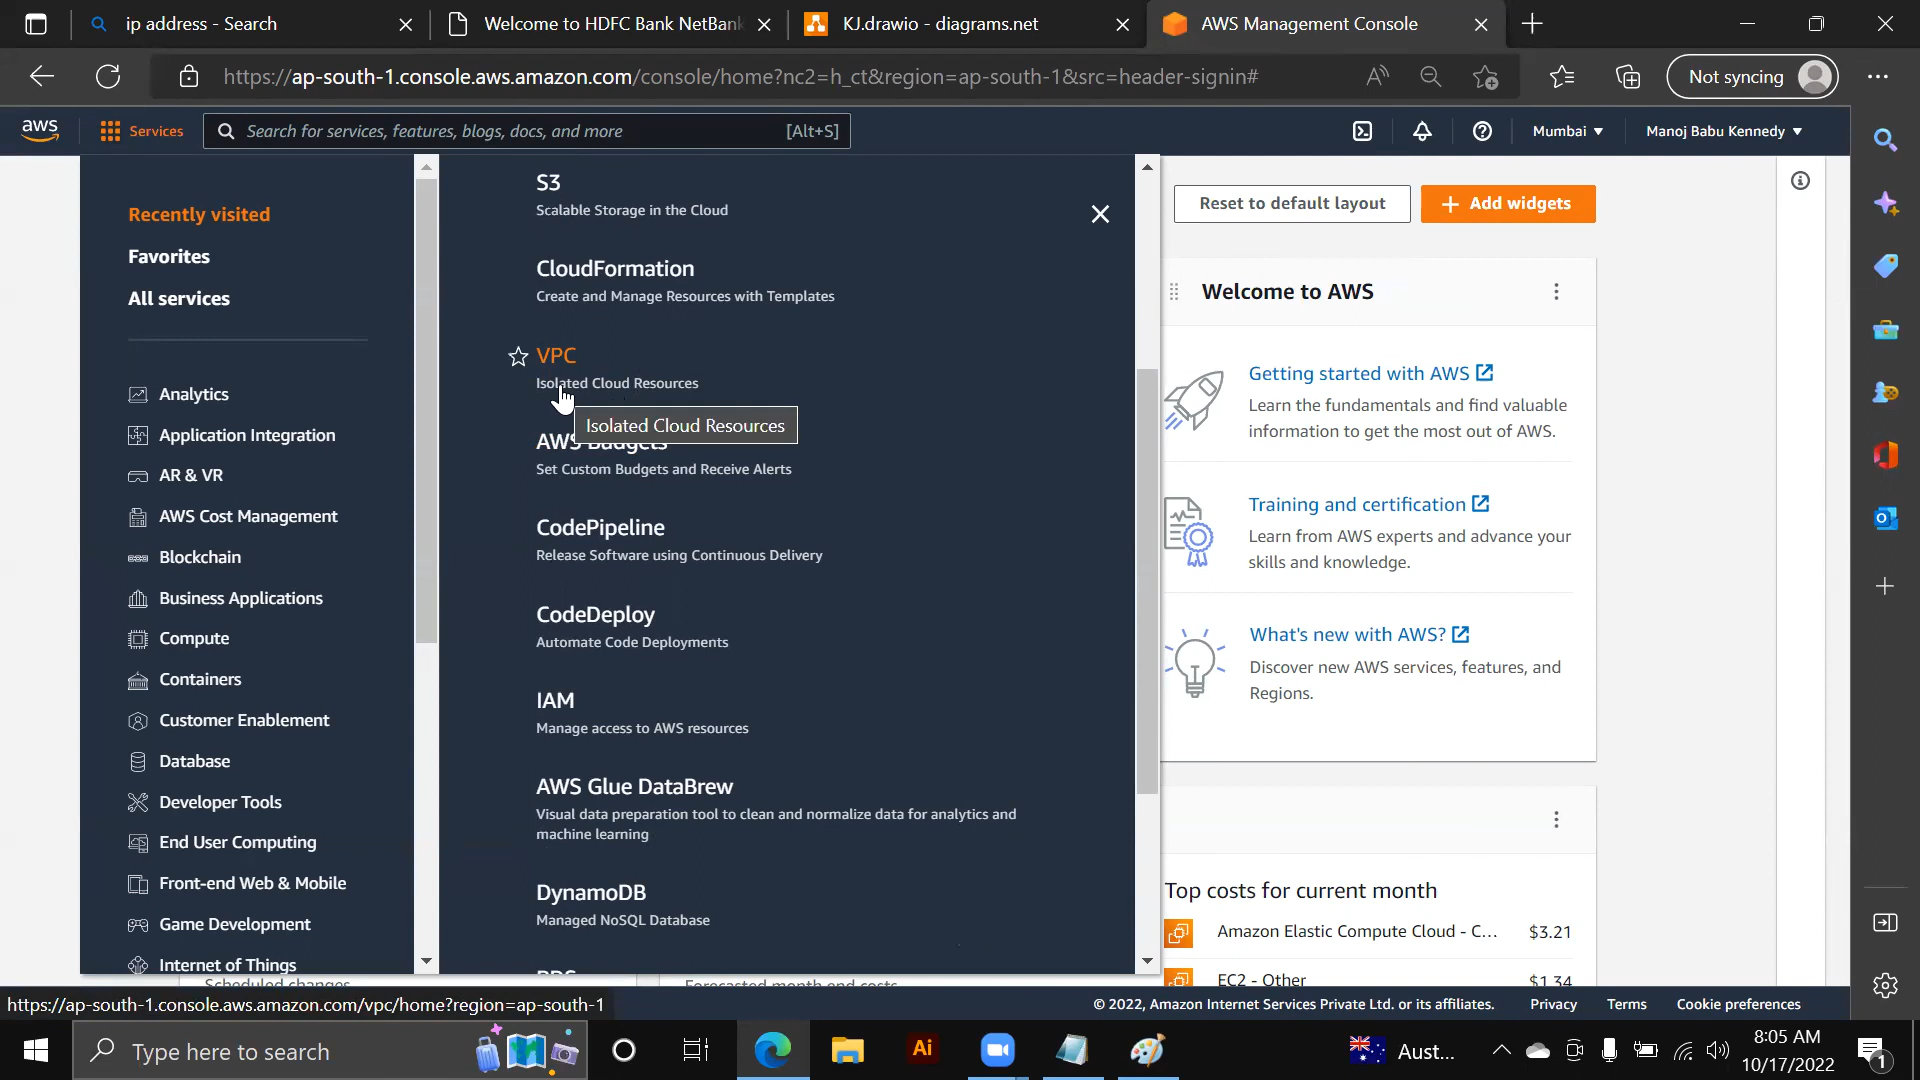 ip address - Search
Welcome to HDFC Bank NetBank
KJ.drawio - diagrams.net
AWS Management Console
https://ap-south-1.console.aws.amazon.com/console/home?nc2=h_ct&region=ap-south-1&src=header-signin#
Not syncing
aws
Services
Search for services, features, blogs, docs, and more
[Alt+S]
Mumbai
Manoj Babu Kennedy
Recently visited
Favorites
All services
Analytics
Application Integration
AR & VR
AWS Cost Management
Blockchain
Business Applications
Compute
Containers
Customer Enablement
Database
Developer Tools
End User Computing
Front-end Web & Mobile
Game Development
Internet of Things
S3
Scalable Storage in the Cloud
CloudFormation
Create and Manage Resources with Templates
VPC
Isolated Cloud Resources
Isolated Cloud Resources
AWS Budgets
Set Custom Budgets and Receive Alerts
CodePipeline
Release Software using Continuous Delivery
CodeDeploy
Automate Code Deployments
IAM
Manage access to AWS resources
AWS Glue DataBrew
Visual data preparation tool to clean and normalize data for analytics and
machine learning
DynamoDB
Managed NoSQL Database
Reset to default layout
Add widgets
Welcome to AWS
Getting started with AWS
Learn the fundamentals and find valuable
information to get the most out of AWS.
Training and certification
Learn from AWS experts and advance your
skills and knowledge.
What's new with AWS?
Discover new AWS services, features, and
Regions.
Top costs for current month
Amazon Elastic Compute Cloud - C... $3.21
EC2 - Other $1.34
Scheduled changes
Forecasted month end costs
https://ap-south-1.console.aws.amazon.com/vpc/home?region=ap-south-1
© 2022, Amazon Internet Services Private Ltd. or its affiliates.
Privacy
Terms
Cookie preferences
Type here to search
Ai
Aust...
8:05 AM
10/17/2022
1